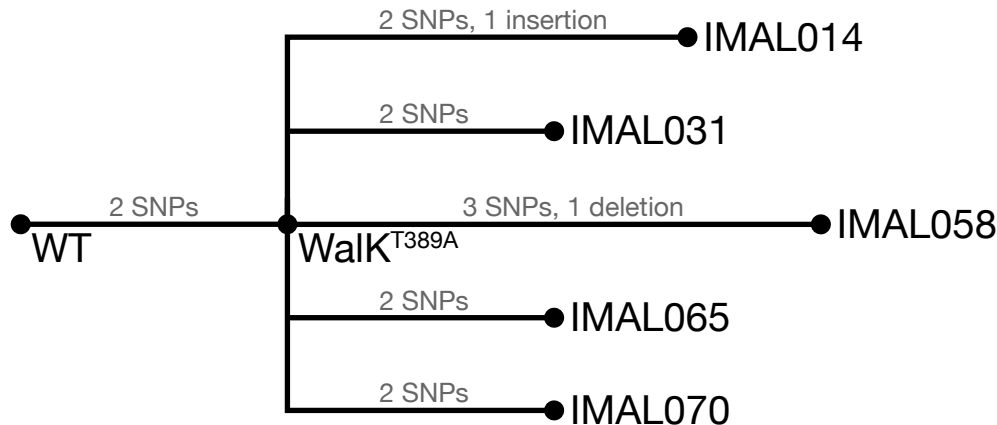 2 SNPs, 1 insertion
IMAL014
2 SNPs
IMAL031
2 SNPs
3 SNPs, 1 deletion
IMAL058
WT
WalKT389A
2 SNPs
IMAL065
2 SNPs
IMAL070